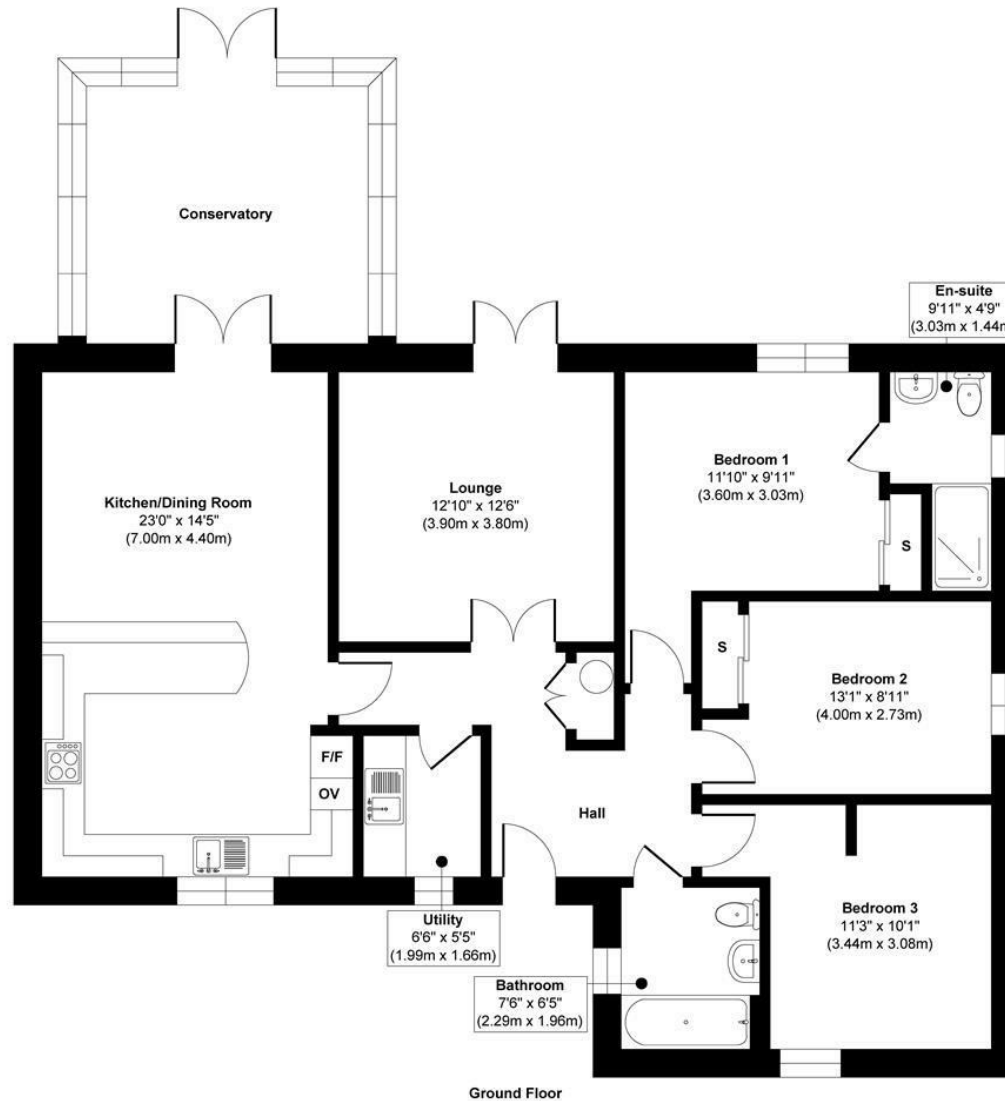 Conservatory
En-suite
9'11" x 4'9"
(3.03m x 1.44m
Kitchen/Dining Room
23'0" x 14'5"
(7.00m x 4.40m)
Lounge
12'10" x 12'6"
(3.90m x 3.80m)
Bedroom 1
11'10" x 9'11"
(3.60m x 3.03m)
S
S
Bedroom 2
13'1" x 8'11"
(4.00m x 2.73m)
F/F
OV
Hall
Utility
6'6" x 5'5"
(1.99m x 1.66m)
Bedroom 3
11'3" x 10'1"
(3.44m x 3.08m)
Bathroom
7'6" x 6'5"
(2.29m x 1.96m)
Ground Floor